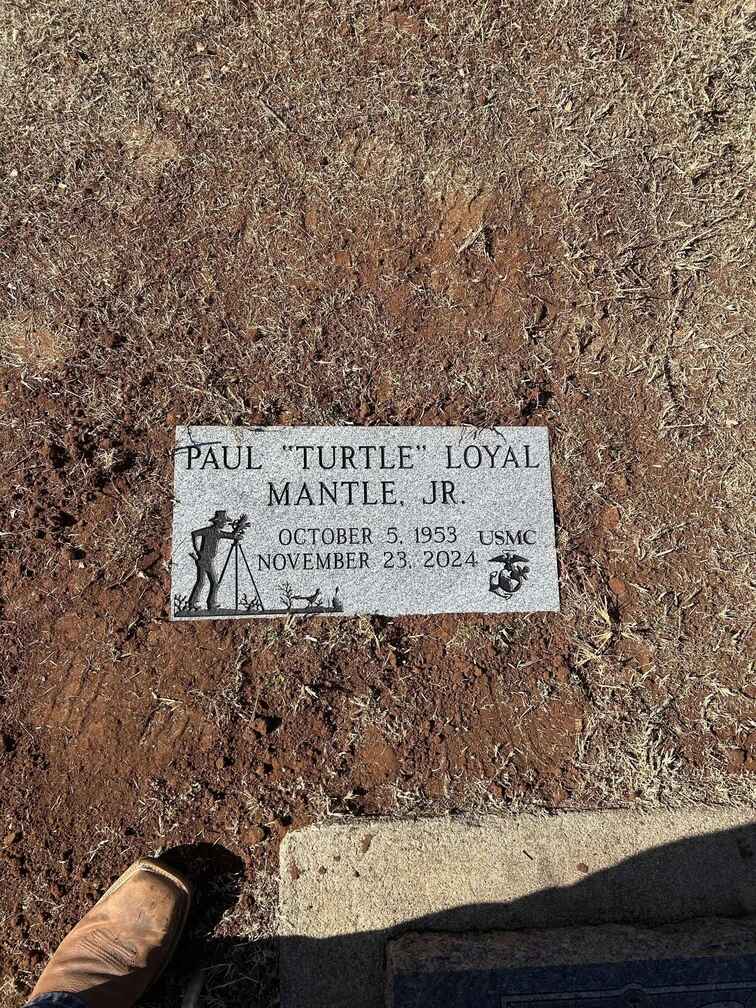 PAUL "TURTLE" LOYAL
MANTLE, JR.
OCTOBER 5, 1953
NOVEMBER 23, 2024
USMC